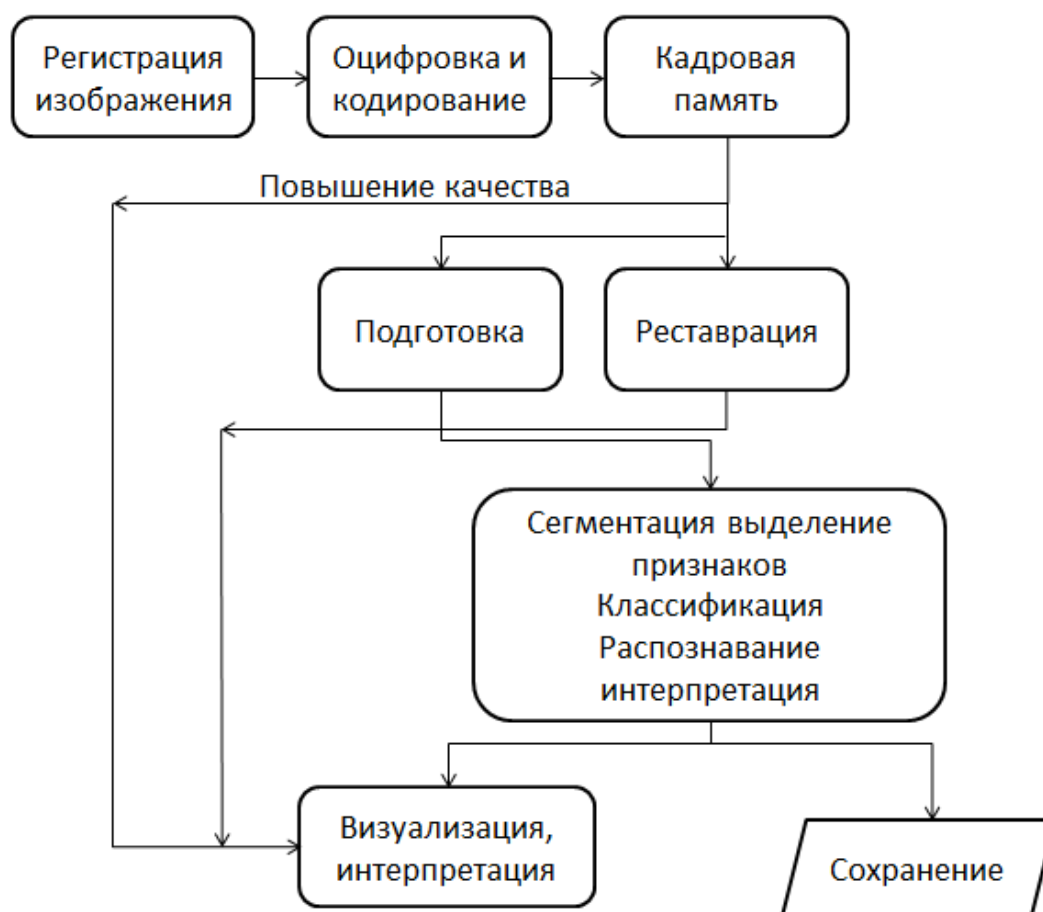 Регистрация
изображения
Оцифровка и
кодирование
Кадровая
память
Повышение качества
Подготовка
Реставрация
Сегментация выделение
признаков
Классификация
Распознавание
интерпретация
Визуализация,
интерпретация
Сохранение